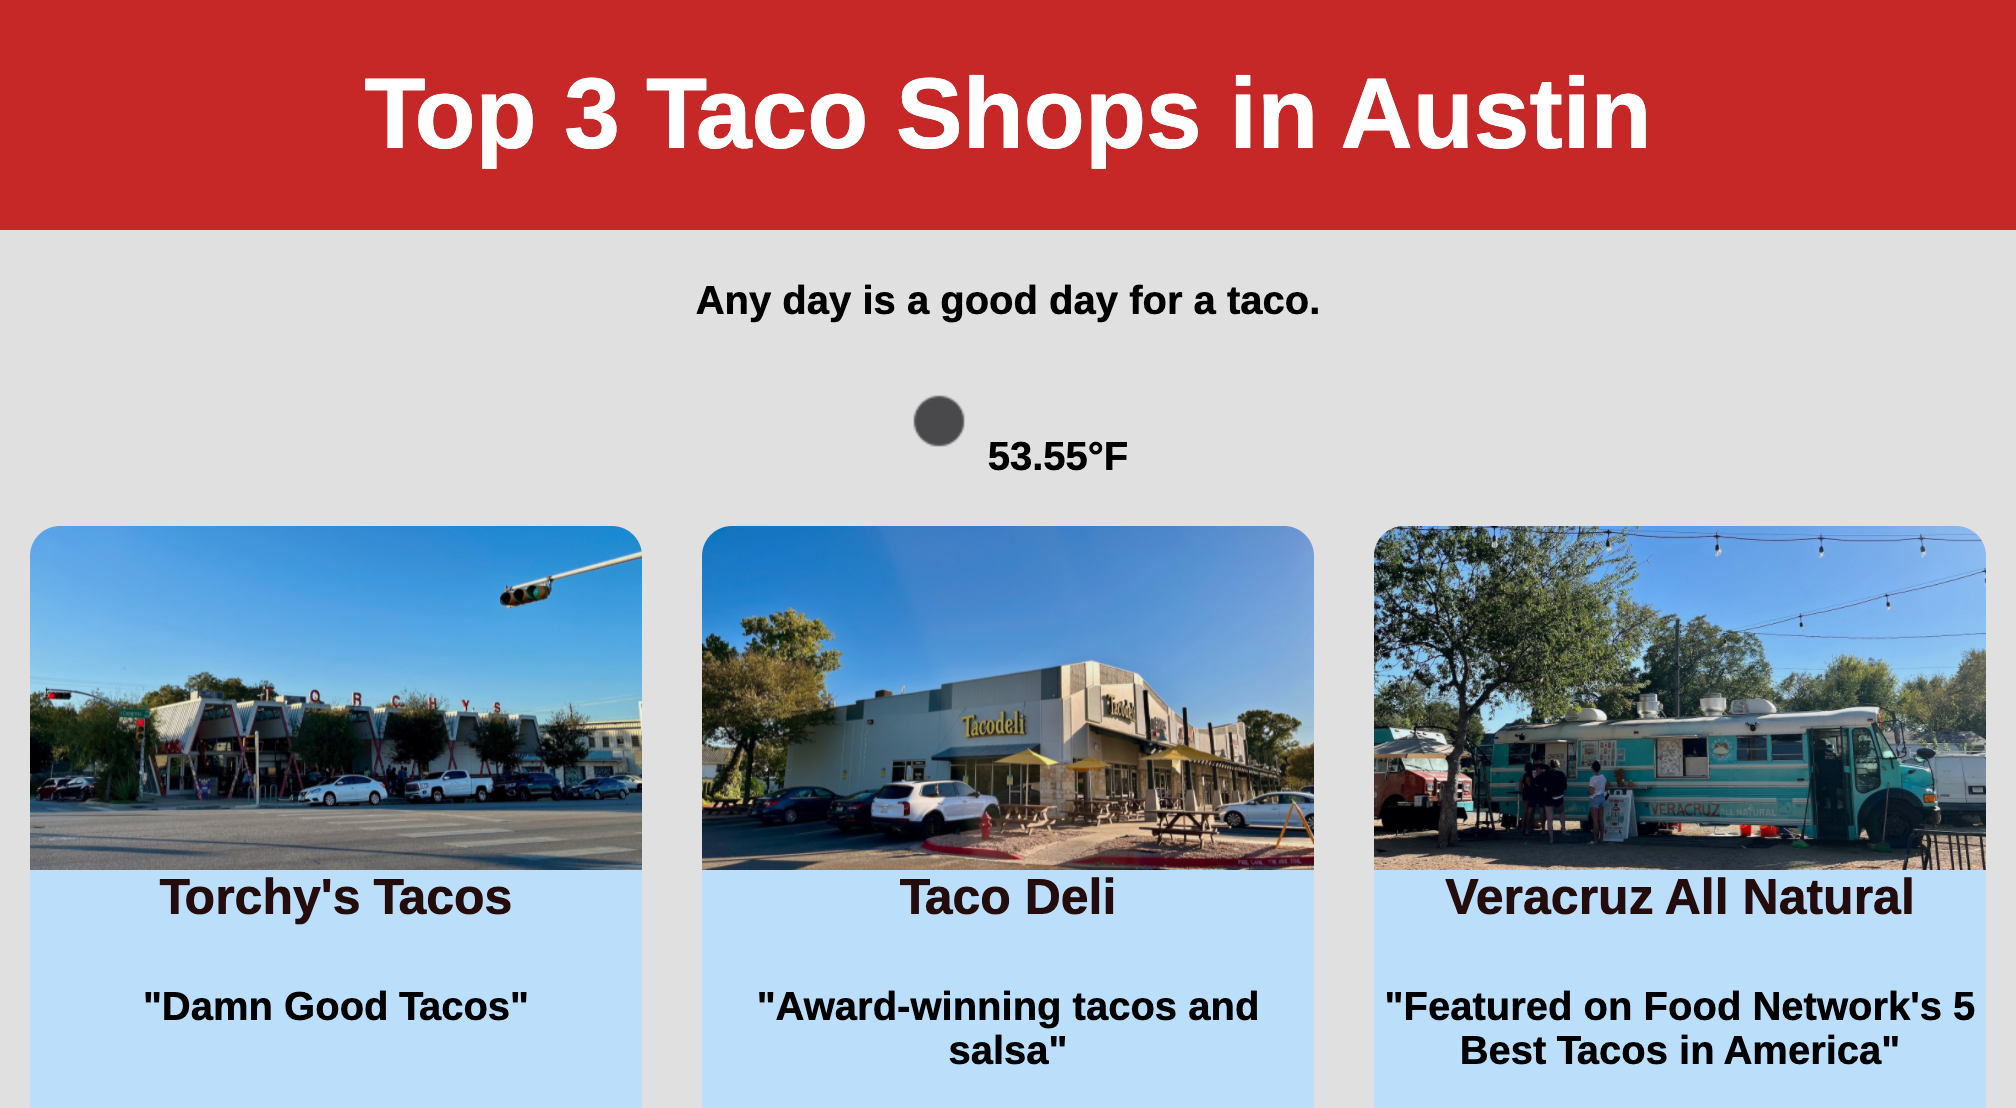 Top 3 Taco Shops in Austin
Any day is a good day for a taco.
53.55°F
TORCHYS
Tacodeli
VERACRUZ ALL NATURAL
Torchy's Tacos
Taco Deli
Veracruz All Natural
"Damn Good Tacos"
"Award-winning tacos and
salsa"
"Featured on Food Network's 5
Best Tacos in America"